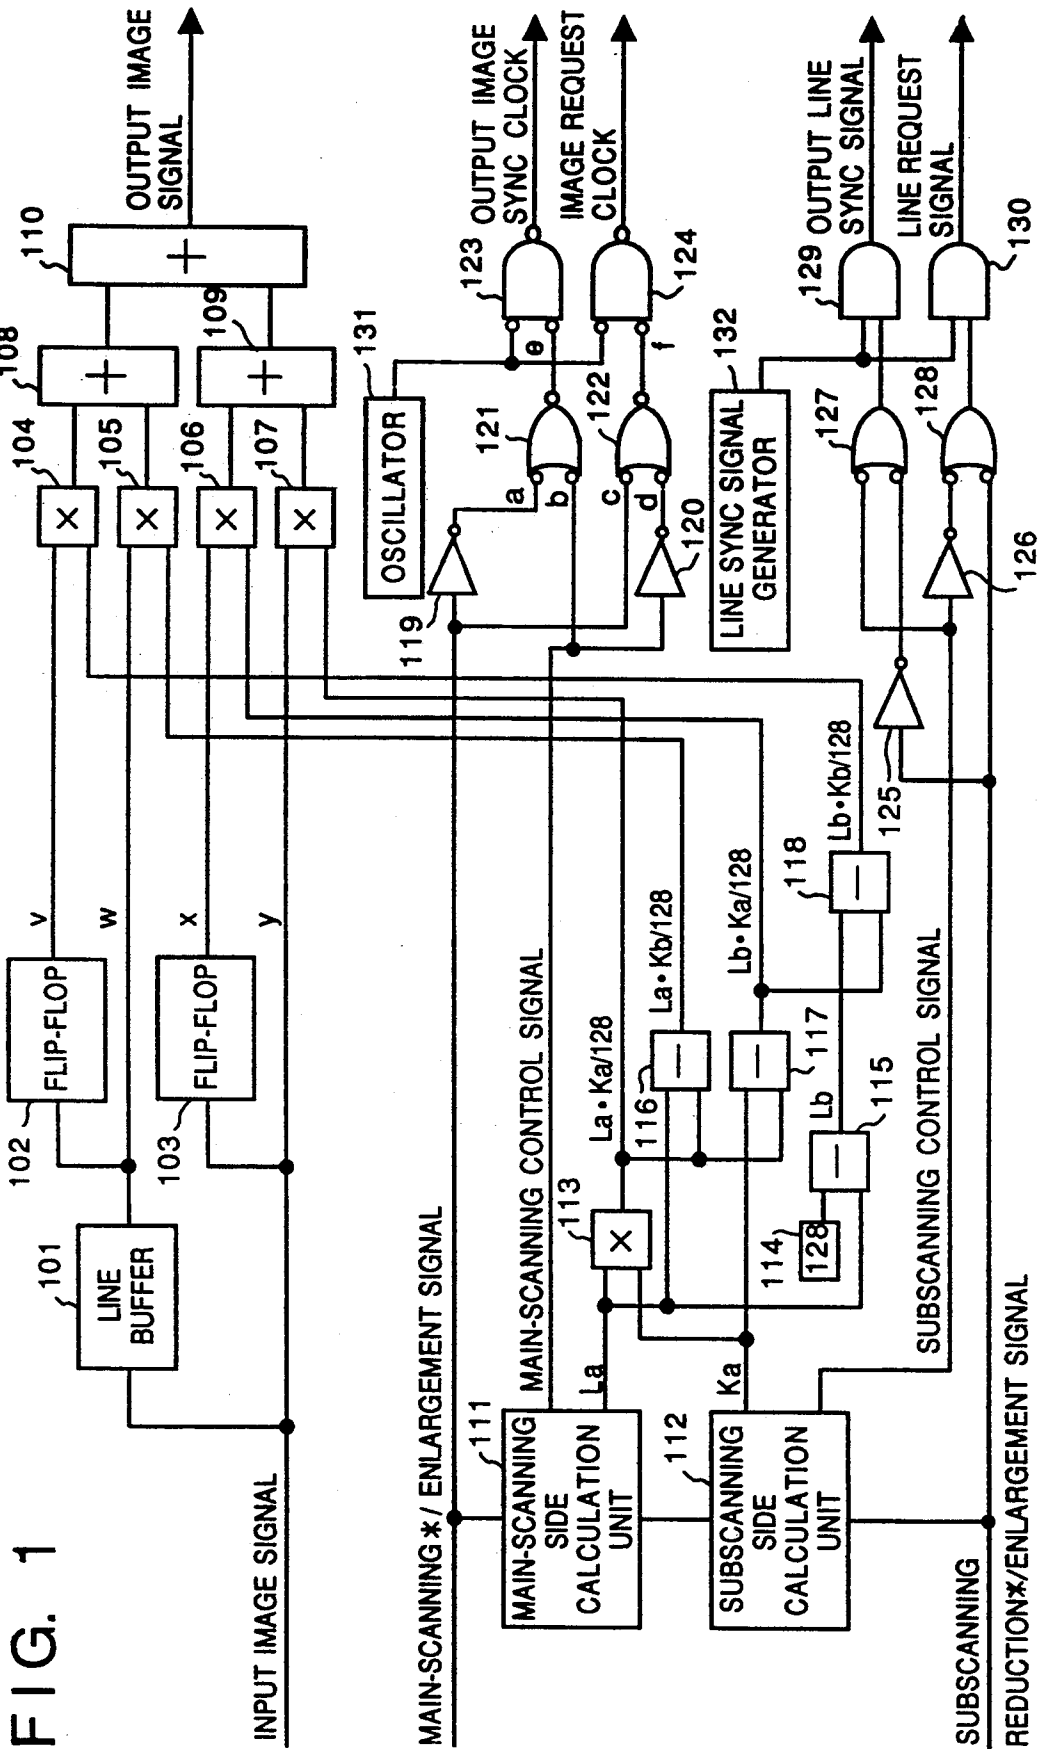 FIG. 1
INPUT IMAGE SIGNAL
101
LINE
BUFFER
102
FLIP-FLOP
103
FLIP-FLOP
v
w
x
y
104
×
105
×
106
×
107
×
108
+
109
+
110
+
OUTPUT IMAGE
SIGNAL
MAIN-SCANNING*/ ENLARGEMENT SIGNAL
111
MAIN-SCANNING
SIDE
CALCULATION
UNIT
MAIN-SCANNING CONTROL SIGNAL
La
112
SUBSCANNING
SIDE
CALCULATION
UNIT
Ka
113
×
La・Ka/128
114
128
115
—
Lb
116
—
La・Kb/128
117
—
Lb・Ka/128
118
—
Lb・Kb/128
SUBSCANNING CONTROL SIGNAL
SUBSCANNING
REDUCTION*/ENLARGEMENT SIGNAL
119
120
a
b
c
d
121
122
e
f
123
124
131
OSCILLATOR
OUTPUT IMAGE
SYNC CLOCK
IMAGE REQUEST
CLOCK
132
LINE SYNC SIGNAL
GENERATOR
125
126
127
128
129
130
OUTPUT LINE
SYNC SIGNAL
LINE REQUEST
SIGNAL